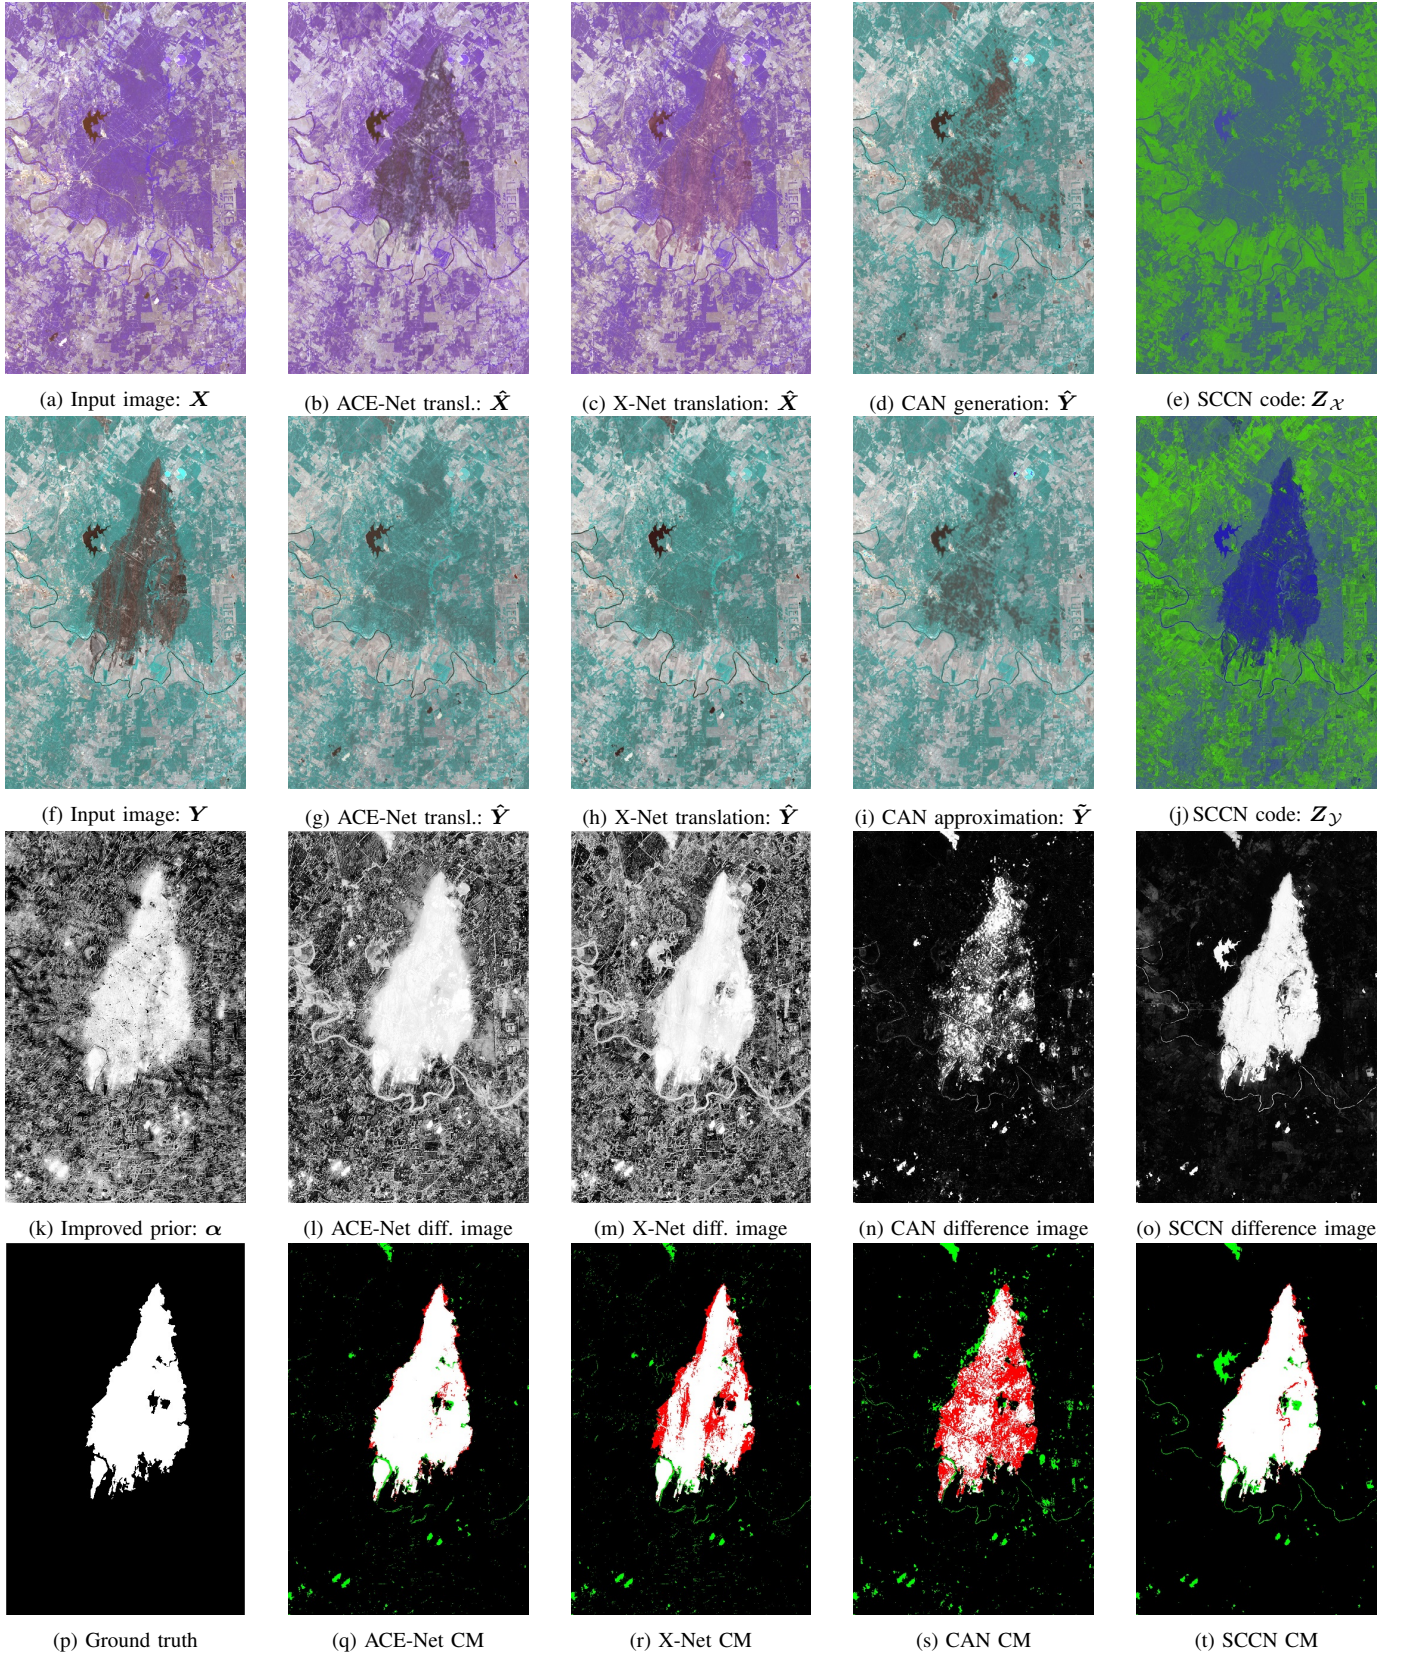 (a) Input image: X
(b) ACE-Net transl.: X̂
(c) X-Net translation: X̂
(d) CAN generation: Ŷ
(e) SCCN code: Z𝒳
(f) Input image: Y
(g) ACE-Net transl.: Ŷ
(h) X-Net translation: Ŷ
(i) CAN approximation: Ỹ
(j) SCCN code: Z𝒴
(k) Improved prior: α
(l) ACE-Net diff. image
(m) X-Net diff. image
(n) CAN difference image
(o) SCCN difference image
(p) Ground truth
(q) ACE-Net CM
(r) X-Net CM
(s) CAN CM
(t) SCCN CM